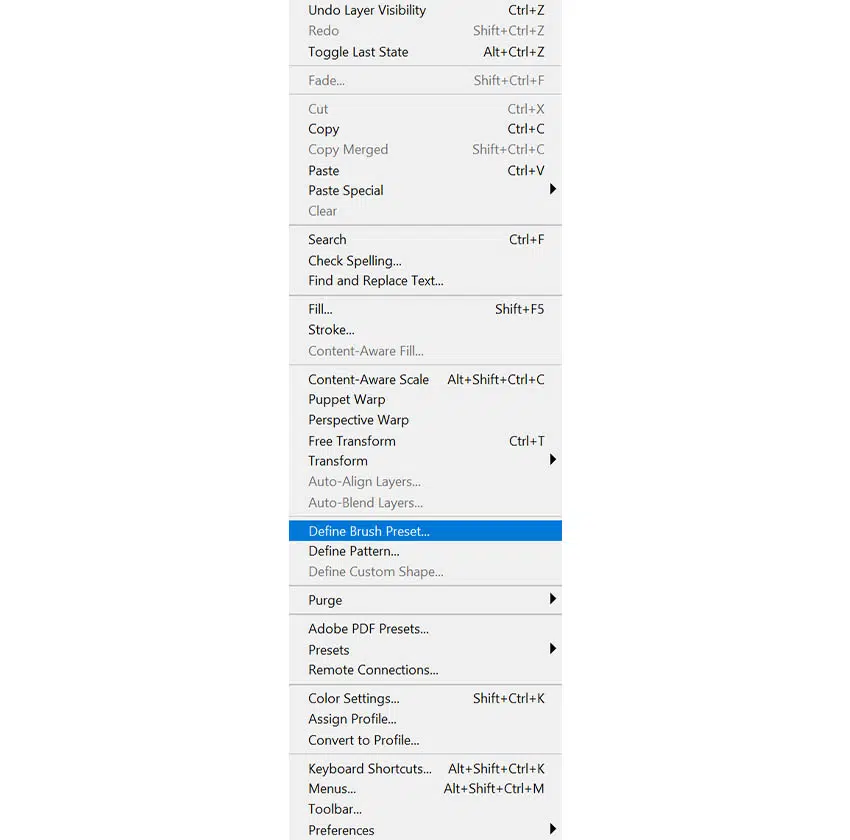 Undo Layer Visibility Ctrl+Z
Redo Shift+Ctrl+Z
Toggle Last State Alt+Ctrl+Z
Fade... Shift+Ctrl+F
Cut Ctrl+X
Copy Ctrl+C
Copy Merged Shift+Ctrl+C
Paste Ctrl+V
Paste Special
Clear
Search Ctrl+F
Check Spelling...
Find and Replace Text...
Fill... Shift+F5
Stroke...
Content-Aware Fill...
Content-Aware Scale Alt+Shift+Ctrl+C
Puppet Warp
Perspective Warp
Free Transform Ctrl+T
Transform
Auto-Align Layers...
Auto-Blend Layers...
Define Brush Preset...
Define Pattern...
Define Custom Shape...
Purge
Adobe PDF Presets...
Presets
Remote Connections...
Color Settings... Shift+Ctrl+K
Assign Profile...
Convert to Profile...
Keyboard Shortcuts... Alt+Shift+Ctrl+K
Menus... Alt+Shift+Ctrl+M
Toolbar...
Preferences